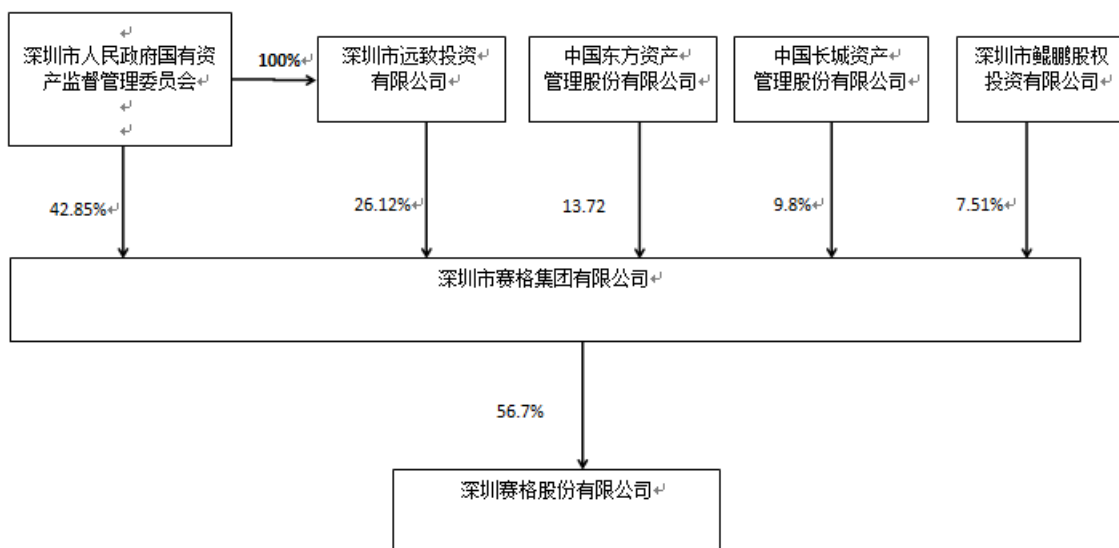 深圳市人民政府国有资
产监督管理委员会
100%
深圳市远致投资
有限公司
中国东方资产
管理股份有限公司
中国长城资产
管理股份有限公司
深圳市鲲鹏股权
投资有限公司
42.85%
26.12%
13.72
9.8%
7.51%
深圳市赛格集团有限公司
56.7%
深圳赛格股份有限公司